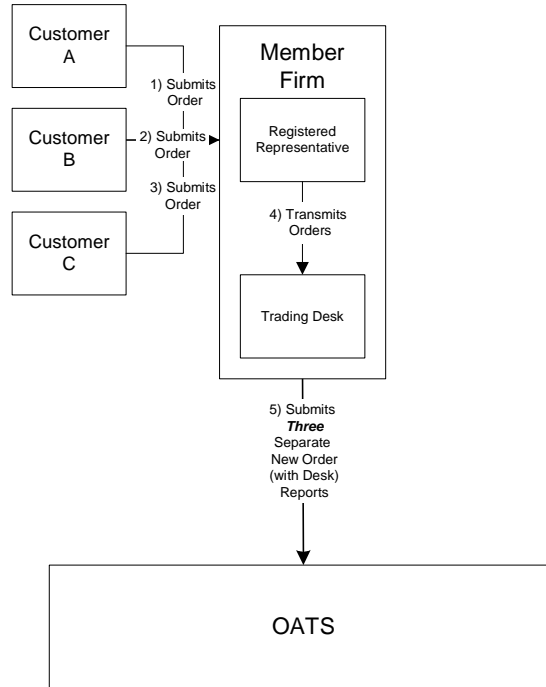 Customer
A
1) Submits
Order
Customer
B
2) Submits
Order
3) Submits
Order
Customer
C
Member
Firm
Registered
Representative
4) Transmits
Orders
Trading Desk
5) Submits
Three
Separate
New Order
(with Desk)
Reports
OATS